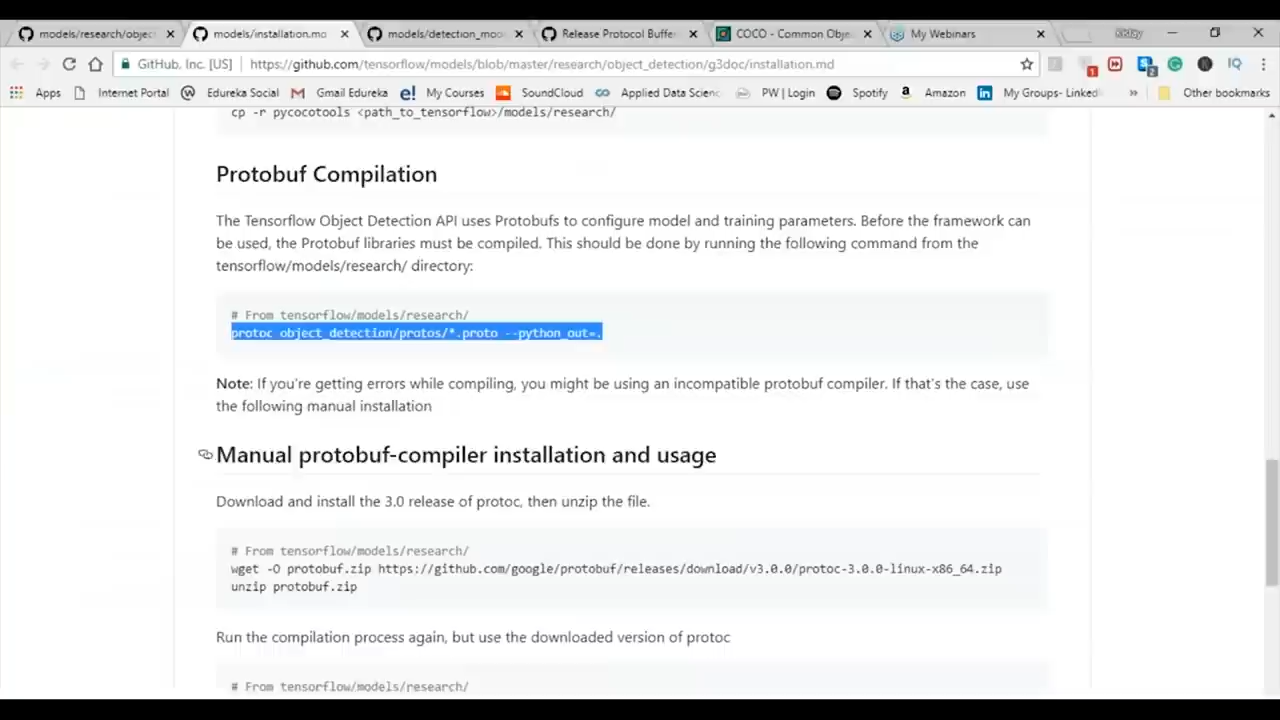 models/research/object
models/installation.md
models/detection_mod
Release Protocol Buffe
COCO - Common Obje
My Webinars
GitHub, Inc. [US]
https://github.com/tensorflow/models/blob/master/research/object_detection/g3doc/installation.md
1
2
IQ
Apps
Internet Portal
Edureka Social
Gmail Edureka
My Courses
SoundCloud
Applied Data Scienc
PW | Login
Spotify
Amazon
My Groups- Linked
»
Other bookmarks
cp -r pycocotools <path_to_tensorflow>/models/research/
Protobuf Compilation
The Tensorflow Object Detection API uses Protobufs to configure model and training parameters. Before the framework can
be used, the Protobuf libraries must be compiled. This should be done by running the following command from the
tensorflow/models/research/ directory:
# From tensorflow/models/research/
protoc object_detection/protos/*.proto --python_out=.
Note: If you're getting errors while compiling, you might be using an incompatible protobuf compiler. If that's the case, use
the following manual installation
Manual protobuf-compiler installation and usage
Download and install the 3.0 release of protoc, then unzip the file.
# From tensorflow/models/research/
wget -O protobuf.zip https://github.com/google/protobuf/releases/download/v3.0.0/protoc-3.0.0-linux-x86_64.zip
unzip protobuf.zip
Run the compilation process again, but use the downloaded version of protoc
# From tensorflow/models/research/